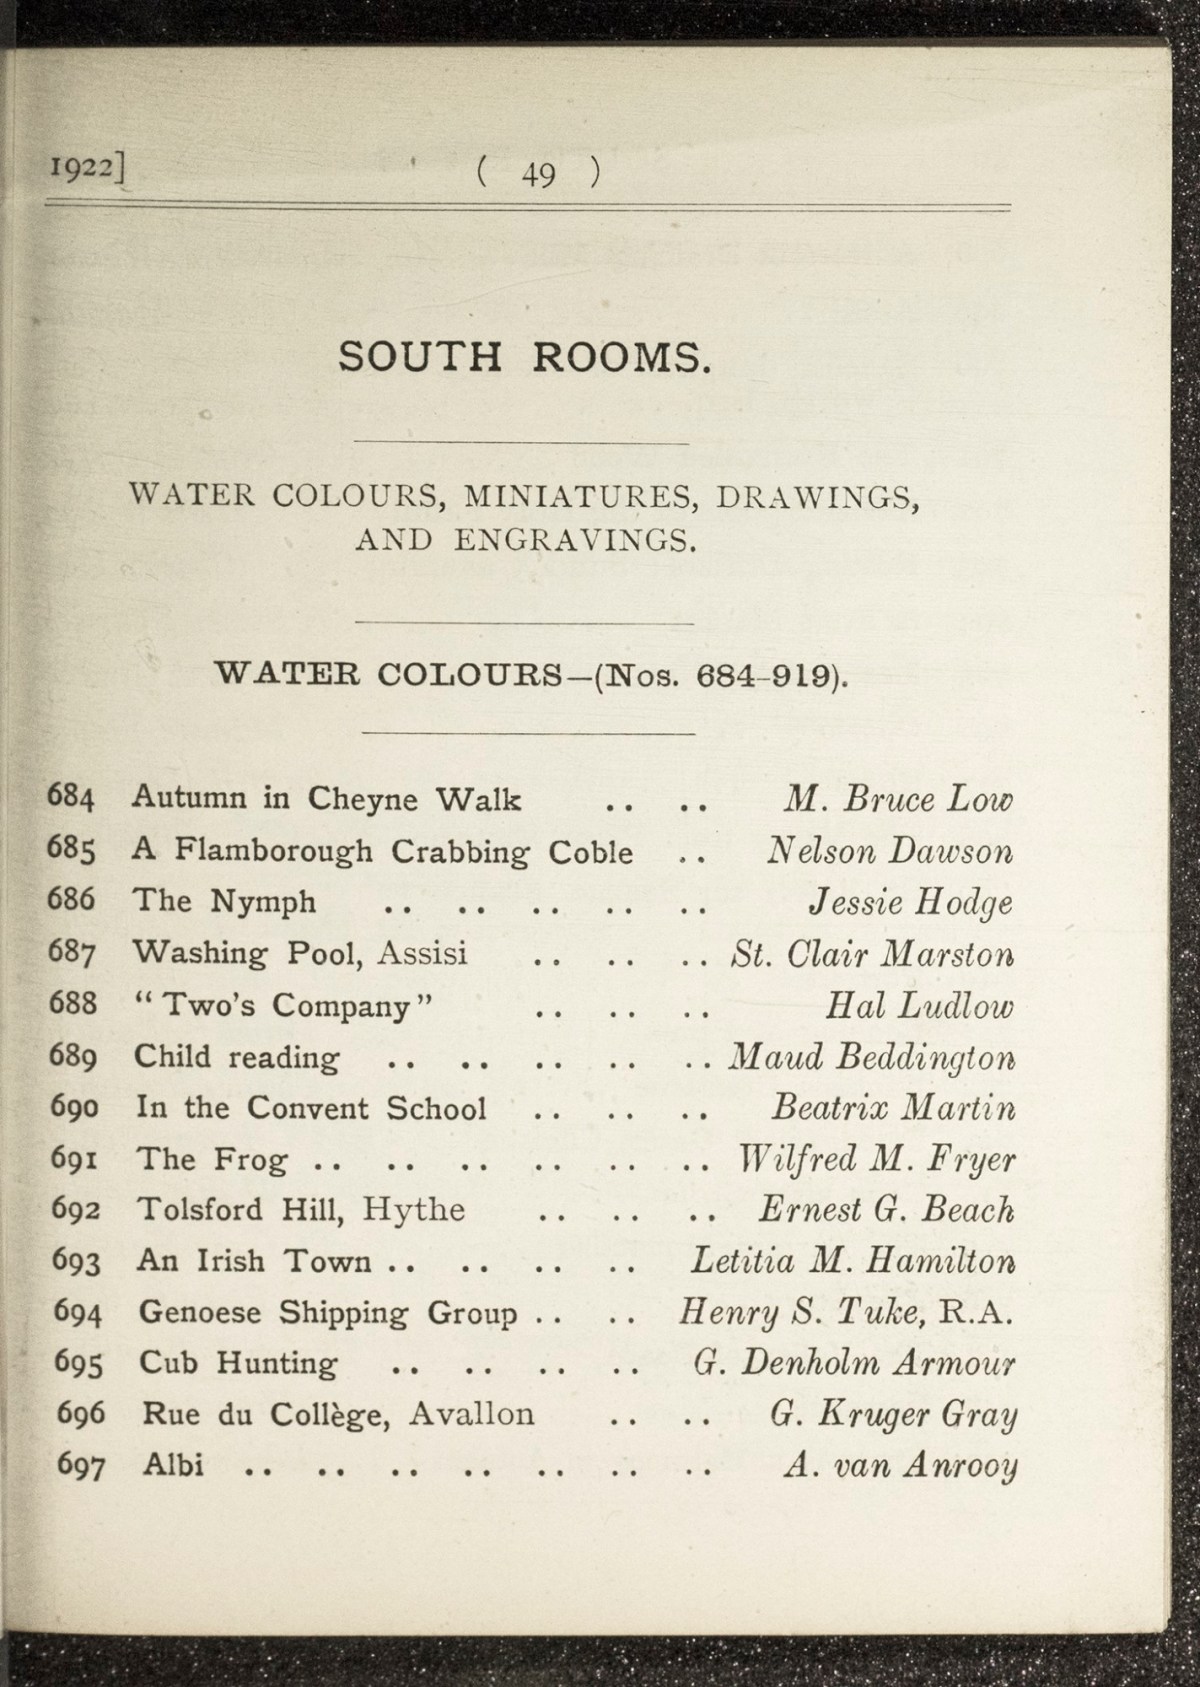 1922]
( 49 )
SOUTH ROOMS.
WATER COLOURS, MINIATURES, DRAWINGS,
AND ENGRAVINGS.
WATER COLOURS—(Nos. 684-919).
684 Autumn in Cheyne Walk .. .. M. Bruce Low
685 A Flamborough Crabbing Coble .. Nelson Dawson
686 The Nymph .. .. .. .. .. Jessie Hodge
687 Washing Pool, Assisi .. .. .. St. Clair Marston
688 “Two’s Company” .. .. .. Hal Ludlow
689 Child reading .. .. .. .. .. Maud Beddington
690 In the Convent School .. .. .. Beatrix Martin
691 The Frog .. .. .. .. .. .. Wilfred M. Fryer
692 Tolsford Hill, Hythe .. .. .. Ernest G. Beach
693 An Irish Town .. .. .. .. Letitia M. Hamilton
694 Genoese Shipping Group .. .. Henry S. Tuke, R.A.
695 Cub Hunting .. .. .. .. G. Denholm Armour
696 Rue du Collège, Avallon .. .. G. Kruger Gray
697 Albi .. .. .. .. .. .. .. A. van Anrooy